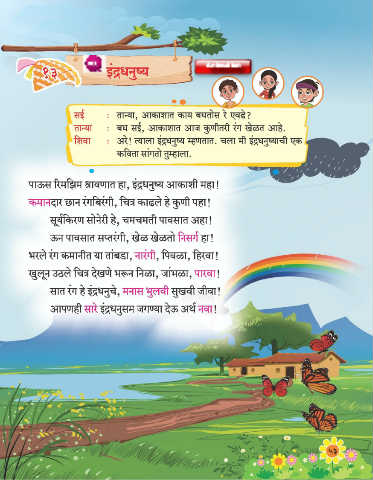 १३
इंद्रधनुष्य
सई : तान्या, आकाशात काय बघतोस रे एवढे?
तान्या : बघ सई, आकाशात आज कुणीतरी रंग खेळत आहे.
शिवा : अरे! त्याला इंद्रधनुष्य म्हणतात. चला मी इंद्रधनुष्याची एक
कविता सांगतो तुम्हाला.
पाऊस रिमझिम श्रावणात हा, इंद्रधनुष्य आकाशी महा!
कमानदार छान रंगबिरंगी, चित्र काढले हे कुणी पहा!
सूर्यकिरण सोनेरी हे, चमचमती पावसात अहा!
ऊन पावसात सप्तरंगी, खेळ खेळतो निसर्ग हा!
भरले रंग कमानीत या तांबडा, नारंगी, पिवळा, हिरवा!
खुलून उठले चित्र देखणे भरून निळा, जांभळा, पारवा!
सात रंग हे इंद्रधनुचे, मनास भुलवी सुखवी जीवा!
आपणही सारे इंद्रधनुसम जगण्या देऊ अर्थ नवा!